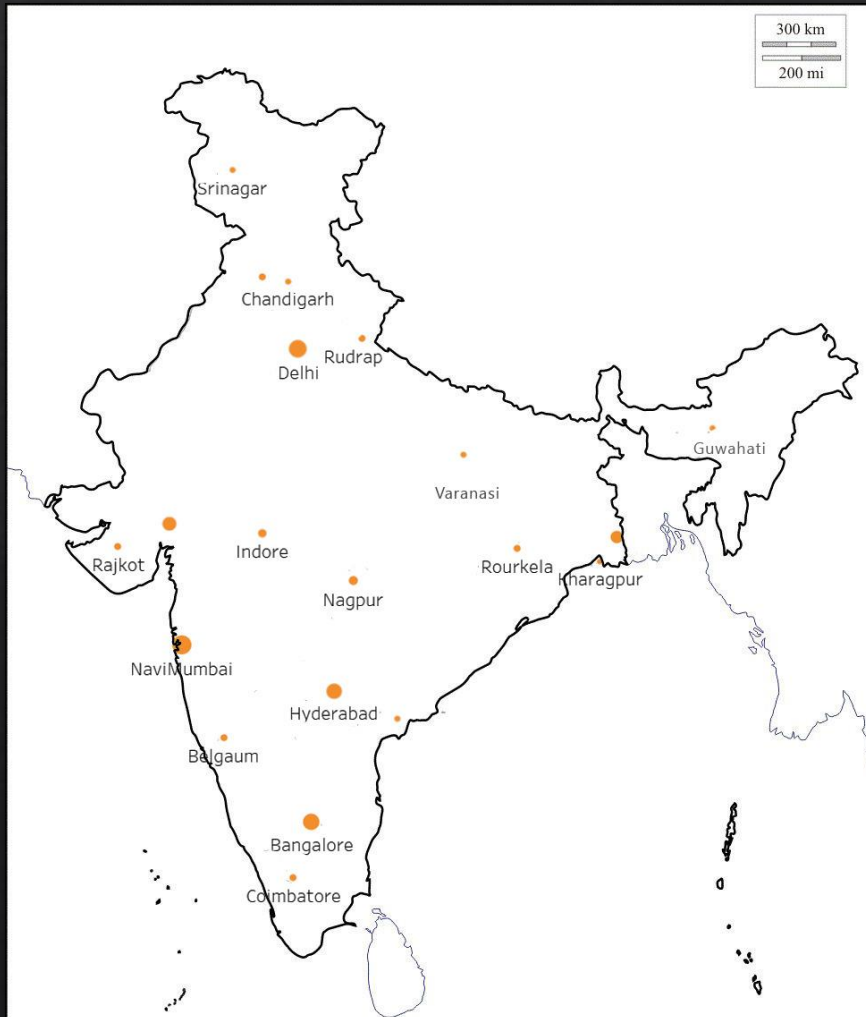 300 km
200 mi
Srinagar
Chandigarh
Rudrap
Delhi
Guwahati
Varanasi
Indore
Rajkot
Rourkela
Kharagpur
Nagpur
NaviMumbai
Hyderabad
Belgaum
Bangalore
Coimbatore